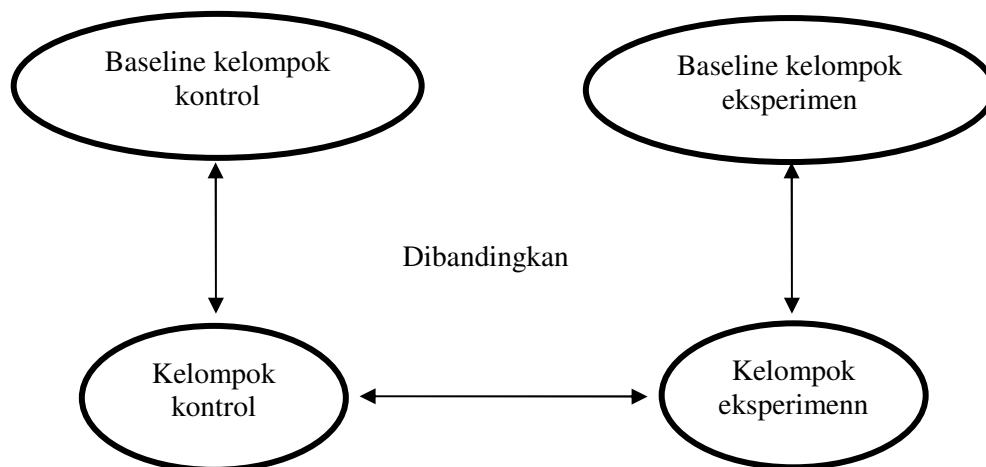 Baseline kelompok
kontrol
Baseline kelompok
eksperimen
Dibandingkan
Kelompok
kontrol
Kelompok
eksperimenn